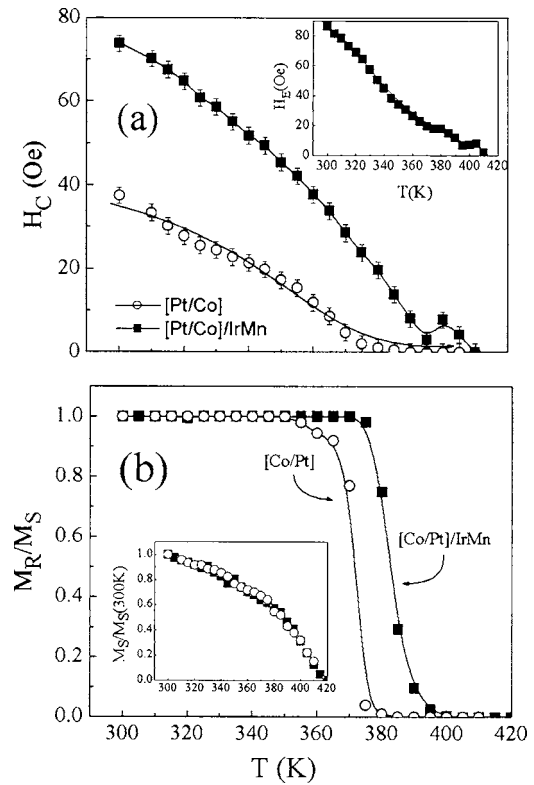 80
60
40
20
0
H_C (Oe)
(a)
[Pt/Co]
[Pt/Co]/IrMn
80
60
40
20
0
H_E(Oe)
300 320 340 360 380 400 420
T(K)
1.0
0.8
0.6
0.4
0.2
0.0
M_R/M_S
(b)
[Co/Pt]
[Co/Pt]/IrMn
1.0
0.8
0.6
0.4
0.2
0.0
M_S/M_S(300K)
300 320 340 360 380 400 420
300 320 340 360 380 400 420
T (K)